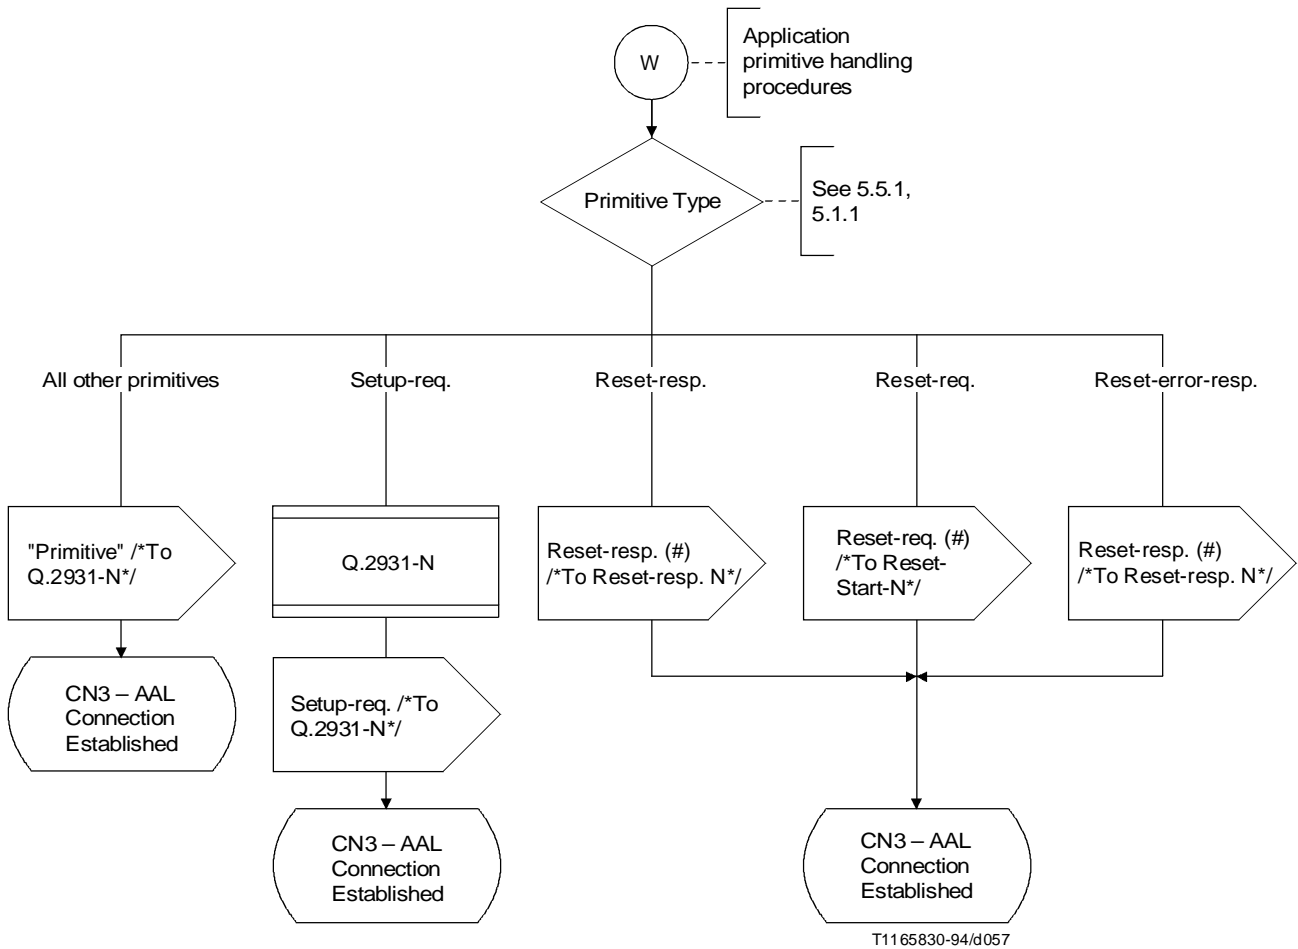 W
Application
primitive handling
procedures
Primitive Type
See 5.5.1,
5.1.1
All other primitives
Setup-req.
Reset-resp.
Reset-req.
Reset-error-resp.
"Primitive" /*To
Q.2931-N*/
Q.2931-N
Reset-resp. (#)
/*To Reset-resp. N*/
Reset-req. (#)
/*To Reset-
Start-N*/
Reset-resp. (#)
/*To Reset-resp. N*/
CN3 – AAL
Connection
Established
Setup-req. /*To
Q.2931-N*/
CN3 – AAL
Connection
Established
CN3 – AAL
Connection
Established
T1165830-94/d057